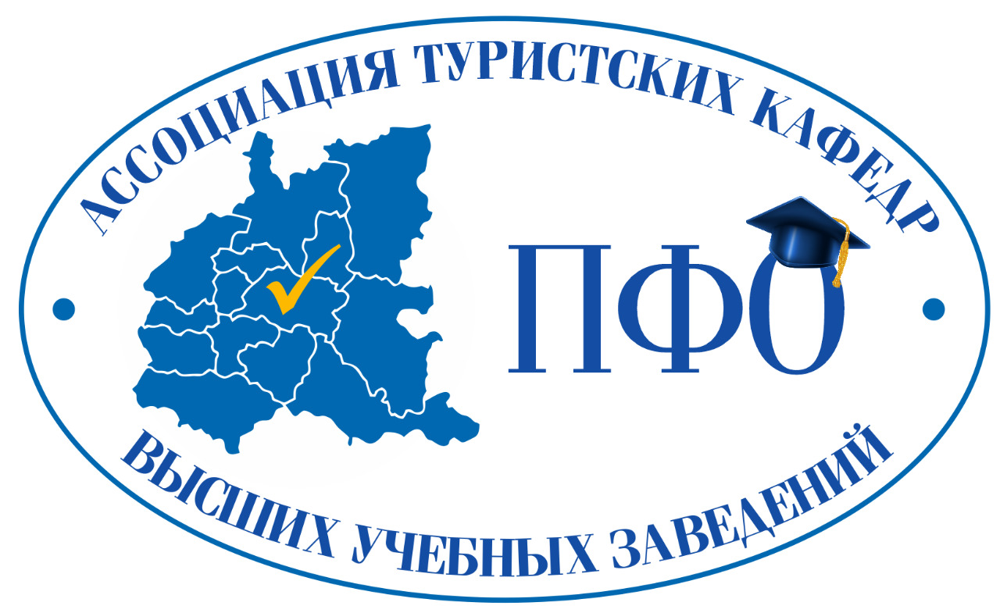 АССОЦИАЦИЯ ТУРИСТСКИХ КАФЕДР
ПФО
ВЫСШИХ УЧЕБНЫХ ЗАВЕДЕНИЙ